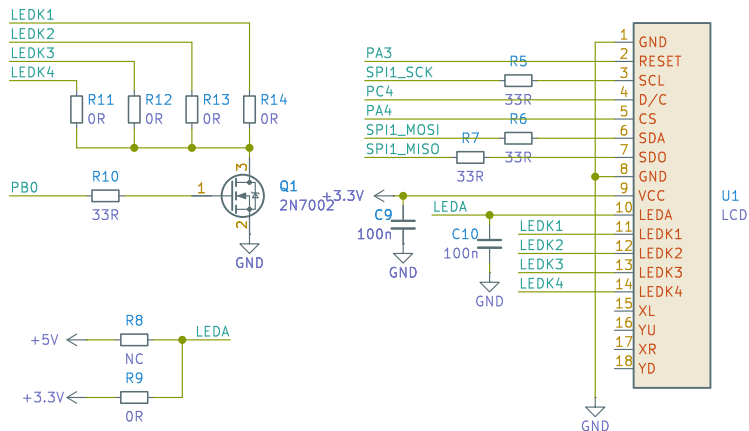 LEDK1
LEDK2
LEDK3
LEDK4
R11
0R
R12
0R
R13
0R
R14
0R
PB0
R10
33R
1
3
2
Q1
2N7002
GND
+5V
R8
NC
LEDA
+3.3V
R9
0R
PA3
SPI1_SCK
R5
33R
PC4
PA4
SPI1_MOSI
R6
33R
SPI1_MISO
R7
33R
+3.3V
C9
100n
GND
LEDA
C10
100n
GND
LEDK1
LEDK2
LEDK3
LEDK4
GND
1 GND
2 RESET
3 SCL
4 D/C
5 CS
6 SDA
7 SDO
8 GND
9 VCC
10 LEDA
11 LEDK1
12 LEDK2
13 LEDK3
14 LEDK4
15 XL
16 YU
17 XR
18 YD
U1
LCD